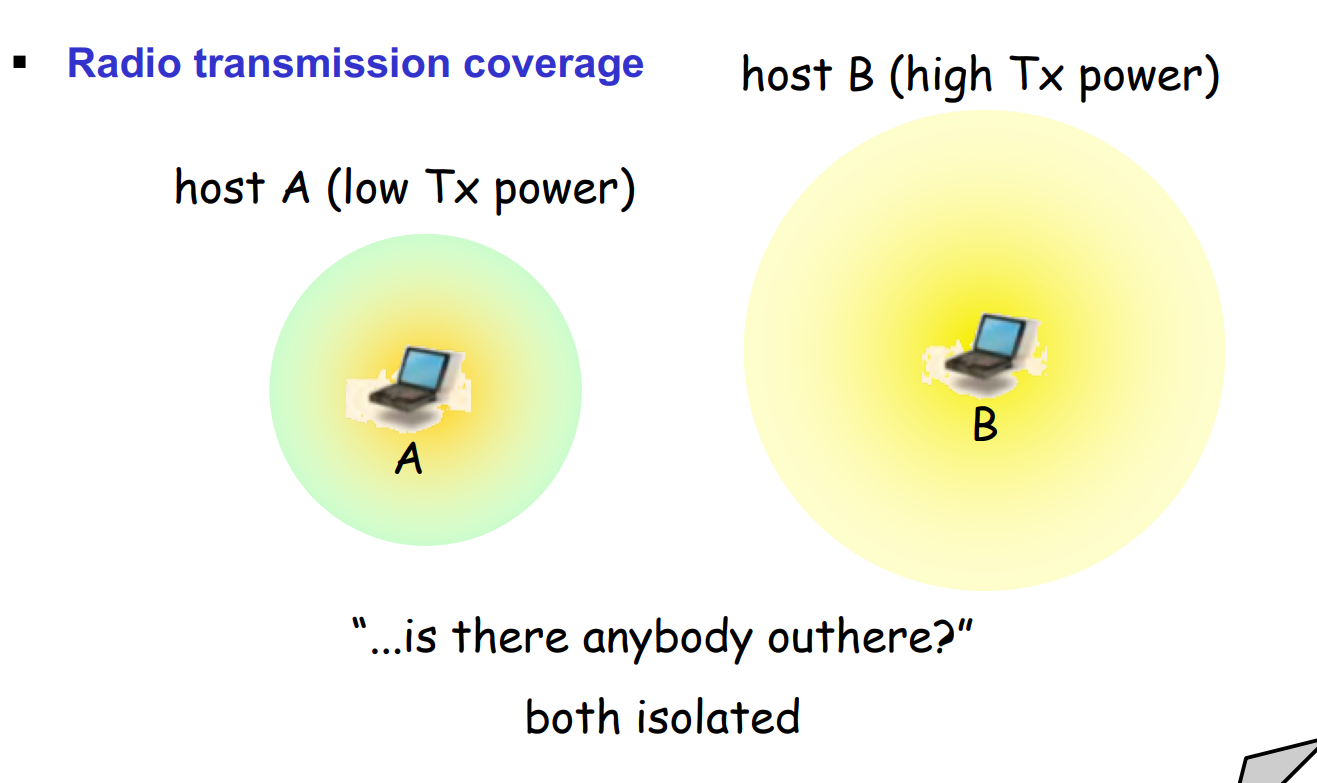 ▪ Radio transmission coverage
host B (high Tx power)
host A (low Tx power)
A
B
“...is there anybody outhere?”
both isolated